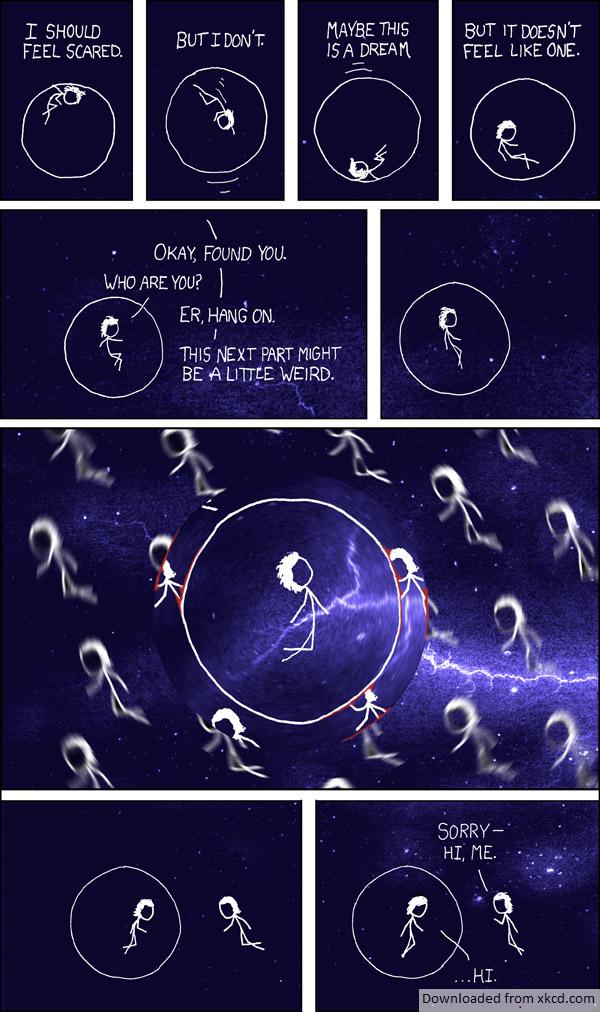 I SHOULD
FEEL SCARED.
BUT I DON'T.
MAYBE THIS
IS A DREAM
BUT IT DOESN'T
FEEL LIKE ONE.
OKAY, FOUND YOU.
WHO ARE YOU?
ER, HANG ON.
THIS NEXT PART MIGHT
BE A LITTLE WEIRD.
SORRY—
HI, ME.
...HI.
Downloaded from xkcd.com